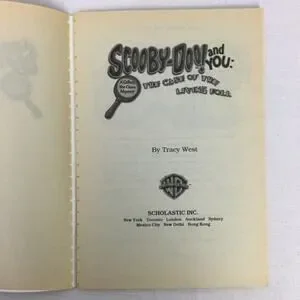 SCOOBY-DOO! and
YOU:
A Collect
the Clues
Mystery
THE CASE OF THE
LIVING DOLL
By Tracy West
WB
SCHOLASTIC INC.
New York Toronto London Auckland Sydney
Mexico City New Delhi Hong Kong